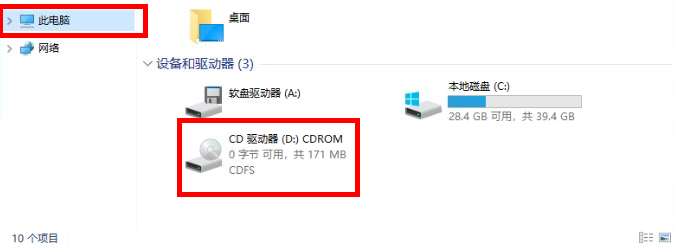 此电脑
网络
桌面
设备和驱动器 (3)
软盘驱动器 (A:)
本地磁盘 (C:)
28.4 GB 可用，共 39.4 GB
CD 驱动器 (D:) CDROM
0 字节 可用，共 171 MB
CDFS
10 个项目